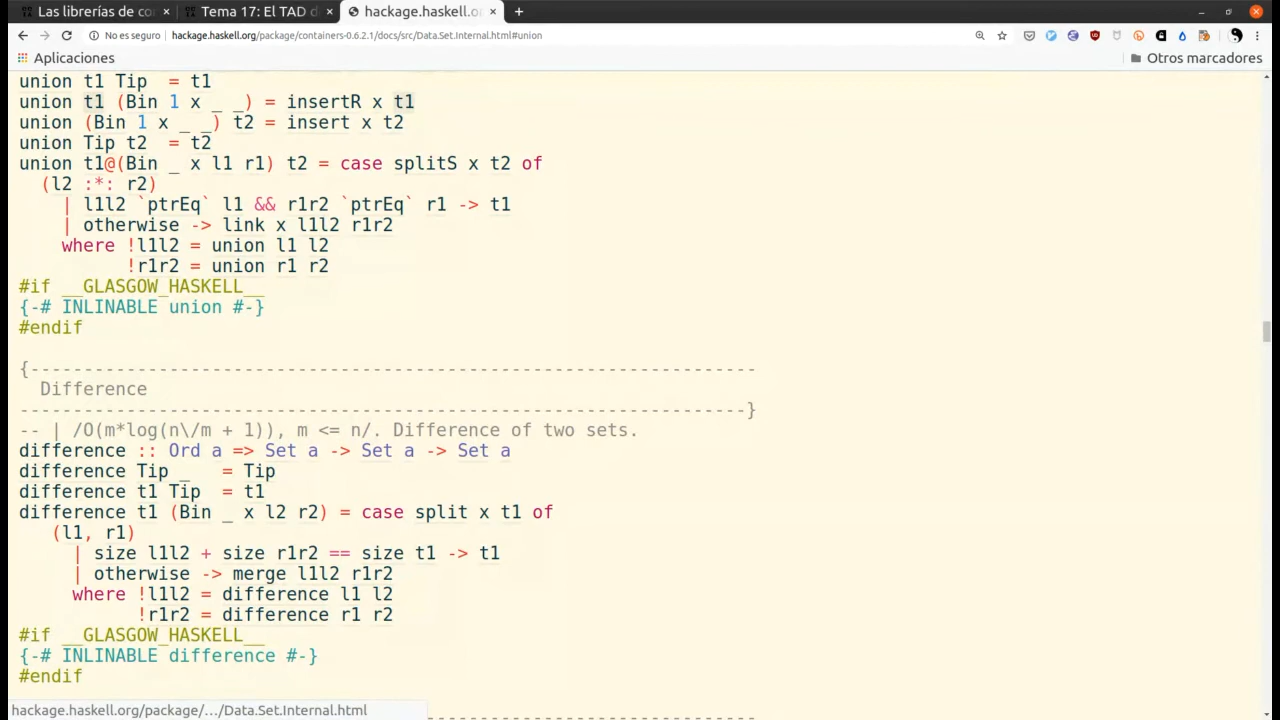 Las librerías de co
Tema 17: El TAD d
hackage.haskell.o
No es seguro | hackage.haskell.org/package/containers-0.6.2.1/docs/src/Data.Set.Internal.html#union
Aplicaciones
Otros marcadores
union t1 Tip  = t1
union t1 (Bin 1 x _ _) = insertR x t1
union (Bin 1 x _ _) t2 = insert x t2
union Tip t2  = t2
union t1@(Bin _ x l1 r1) t2 = case splitS x t2 of
  (l2 :*: r2)
    | l1l2 `ptrEq` l1 && r1r2 `ptrEq` r1 -> t1
    | otherwise -> link x l1l2 r1r2
    where !l1l2 = union l1 l2
          !r1r2 = union r1 r2
#if __GLASGOW_HASKELL__
{-# INLINABLE union #-}
#endif
{--------------------------------------------------------------------
  Difference
--------------------------------------------------------------------}
-- | /O(m*log(n\/m + 1)), m <= n/. Difference of two sets.
difference :: Ord a => Set a -> Set a -> Set a
difference Tip _   = Tip
difference t1 Tip  = t1
difference t1 (Bin _ x l2 r2) = case split x t1 of
   (l1, r1)
     | size l1l2 + size r1r2 == size t1 -> t1
     | otherwise -> merge l1l2 r1r2
     where !l1l2 = difference l1 l2
           !r1r2 = difference r1 r2
#if __GLASGOW_HASKELL__
{-# INLINABLE difference #-}
#endif
hackage.haskell.org/package/.../Data.Set.Internal.html